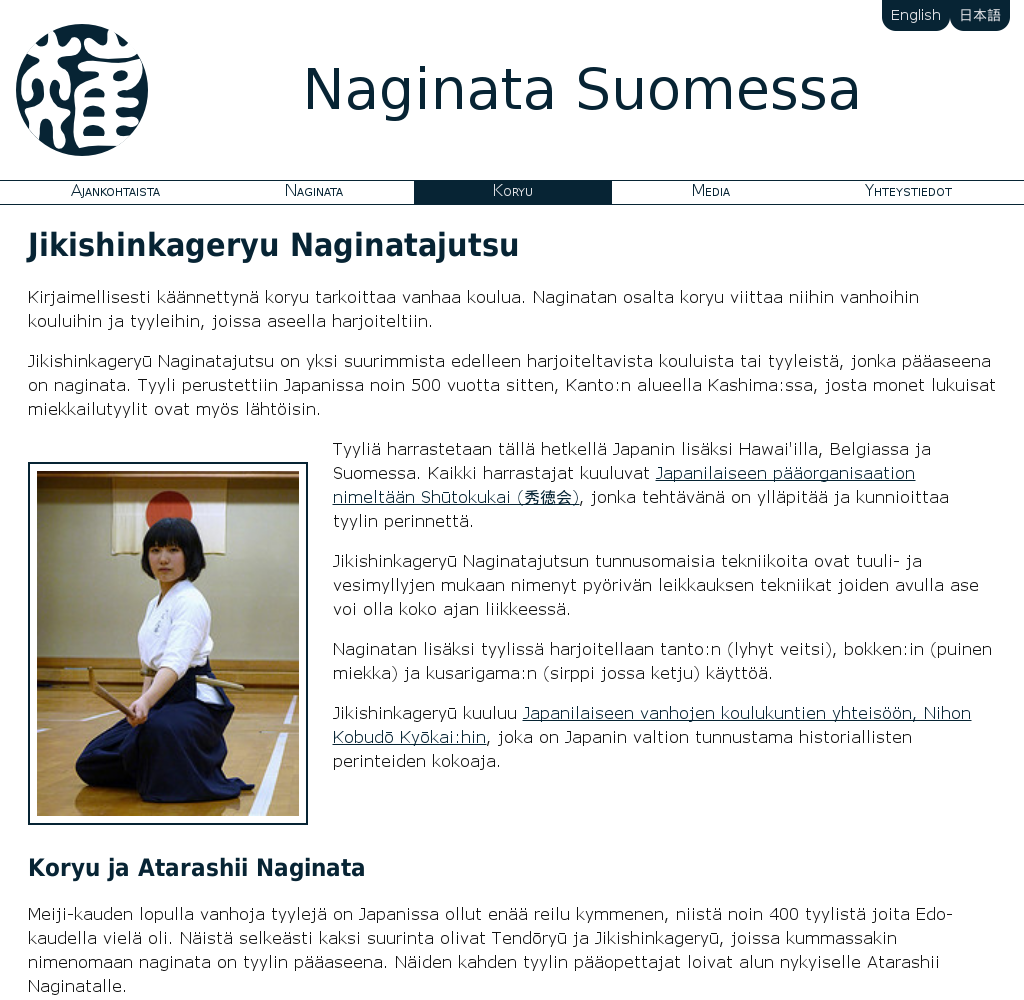 English 日本語
Naginata Suomessa
Ajankohtaista Naginata Koryu Media Yhteystiedot
Jikishinkageryu Naginatajutsu
Kirjaimellisesti käännettynä koryu tarkoittaa vanhaa koulua. Naginatan osalta koryu viittaa niihin vanhoihin
kouluihin ja tyyleihin, joissa aseella harjoiteltiin.
Jikishinkageryū Naginatajutsu on yksi suurimmista edelleen harjoiteltavista kouluista tai tyyleistä, jonka pääaseena
on naginata. Tyyli perustettiin Japanissa noin 500 vuotta sitten, Kanto:n alueella Kashima:ssa, josta monet lukuisat
miekkailutyylit ovat myös lähtöisin.
Tyyliä harrastetaan tällä hetkellä Japanin lisäksi Hawai'illa, Belgiassa ja
Suomessa. Kaikki harrastajat kuuluvat Japanilaiseen pääorganisaation
nimeltään Shūtokukai (秀徳会), jonka tehtävänä on ylläpitää ja kunnioittaa
tyylin perinnettä.
Jikishinkageryū Naginatajutsun tunnusomaisia tekniikoita ovat tuuli- ja
vesimyllyjen mukaan nimenyt pyörivän leikkauksen tekniikat joiden avulla ase
voi olla koko ajan liikkeessä.
Naginatan lisäksi tyylissä harjoitellaan tanto:n (lyhyt veitsi), bokken:in (puinen
miekka) ja kusarigama:n (sirppi jossa ketju) käyttöä.
Jikishinkageryū kuuluu Japanilaiseen vanhojen koulukuntien yhteisöön, Nihon
Kobudō Kyōkai:hin, joka on Japanin valtion tunnustama historiallisten
perinteiden kokoaja.
Koryu ja Atarashii Naginata
Meiji-kauden lopulla vanhoja tyylejä on Japanissa ollut enää reilu kymmenen, niistä noin 400 tyylistä joita Edo-
kaudella vielä oli. Näistä selkeästi kaksi suurinta olivat Tendōryū ja Jikishinkageryū, joissa kummassakin
nimenomaan naginata on tyylin pääaseena. Näiden kahden tyylin pääopettajat loivat alun nykyiselle Atarashii
Naginatalle.